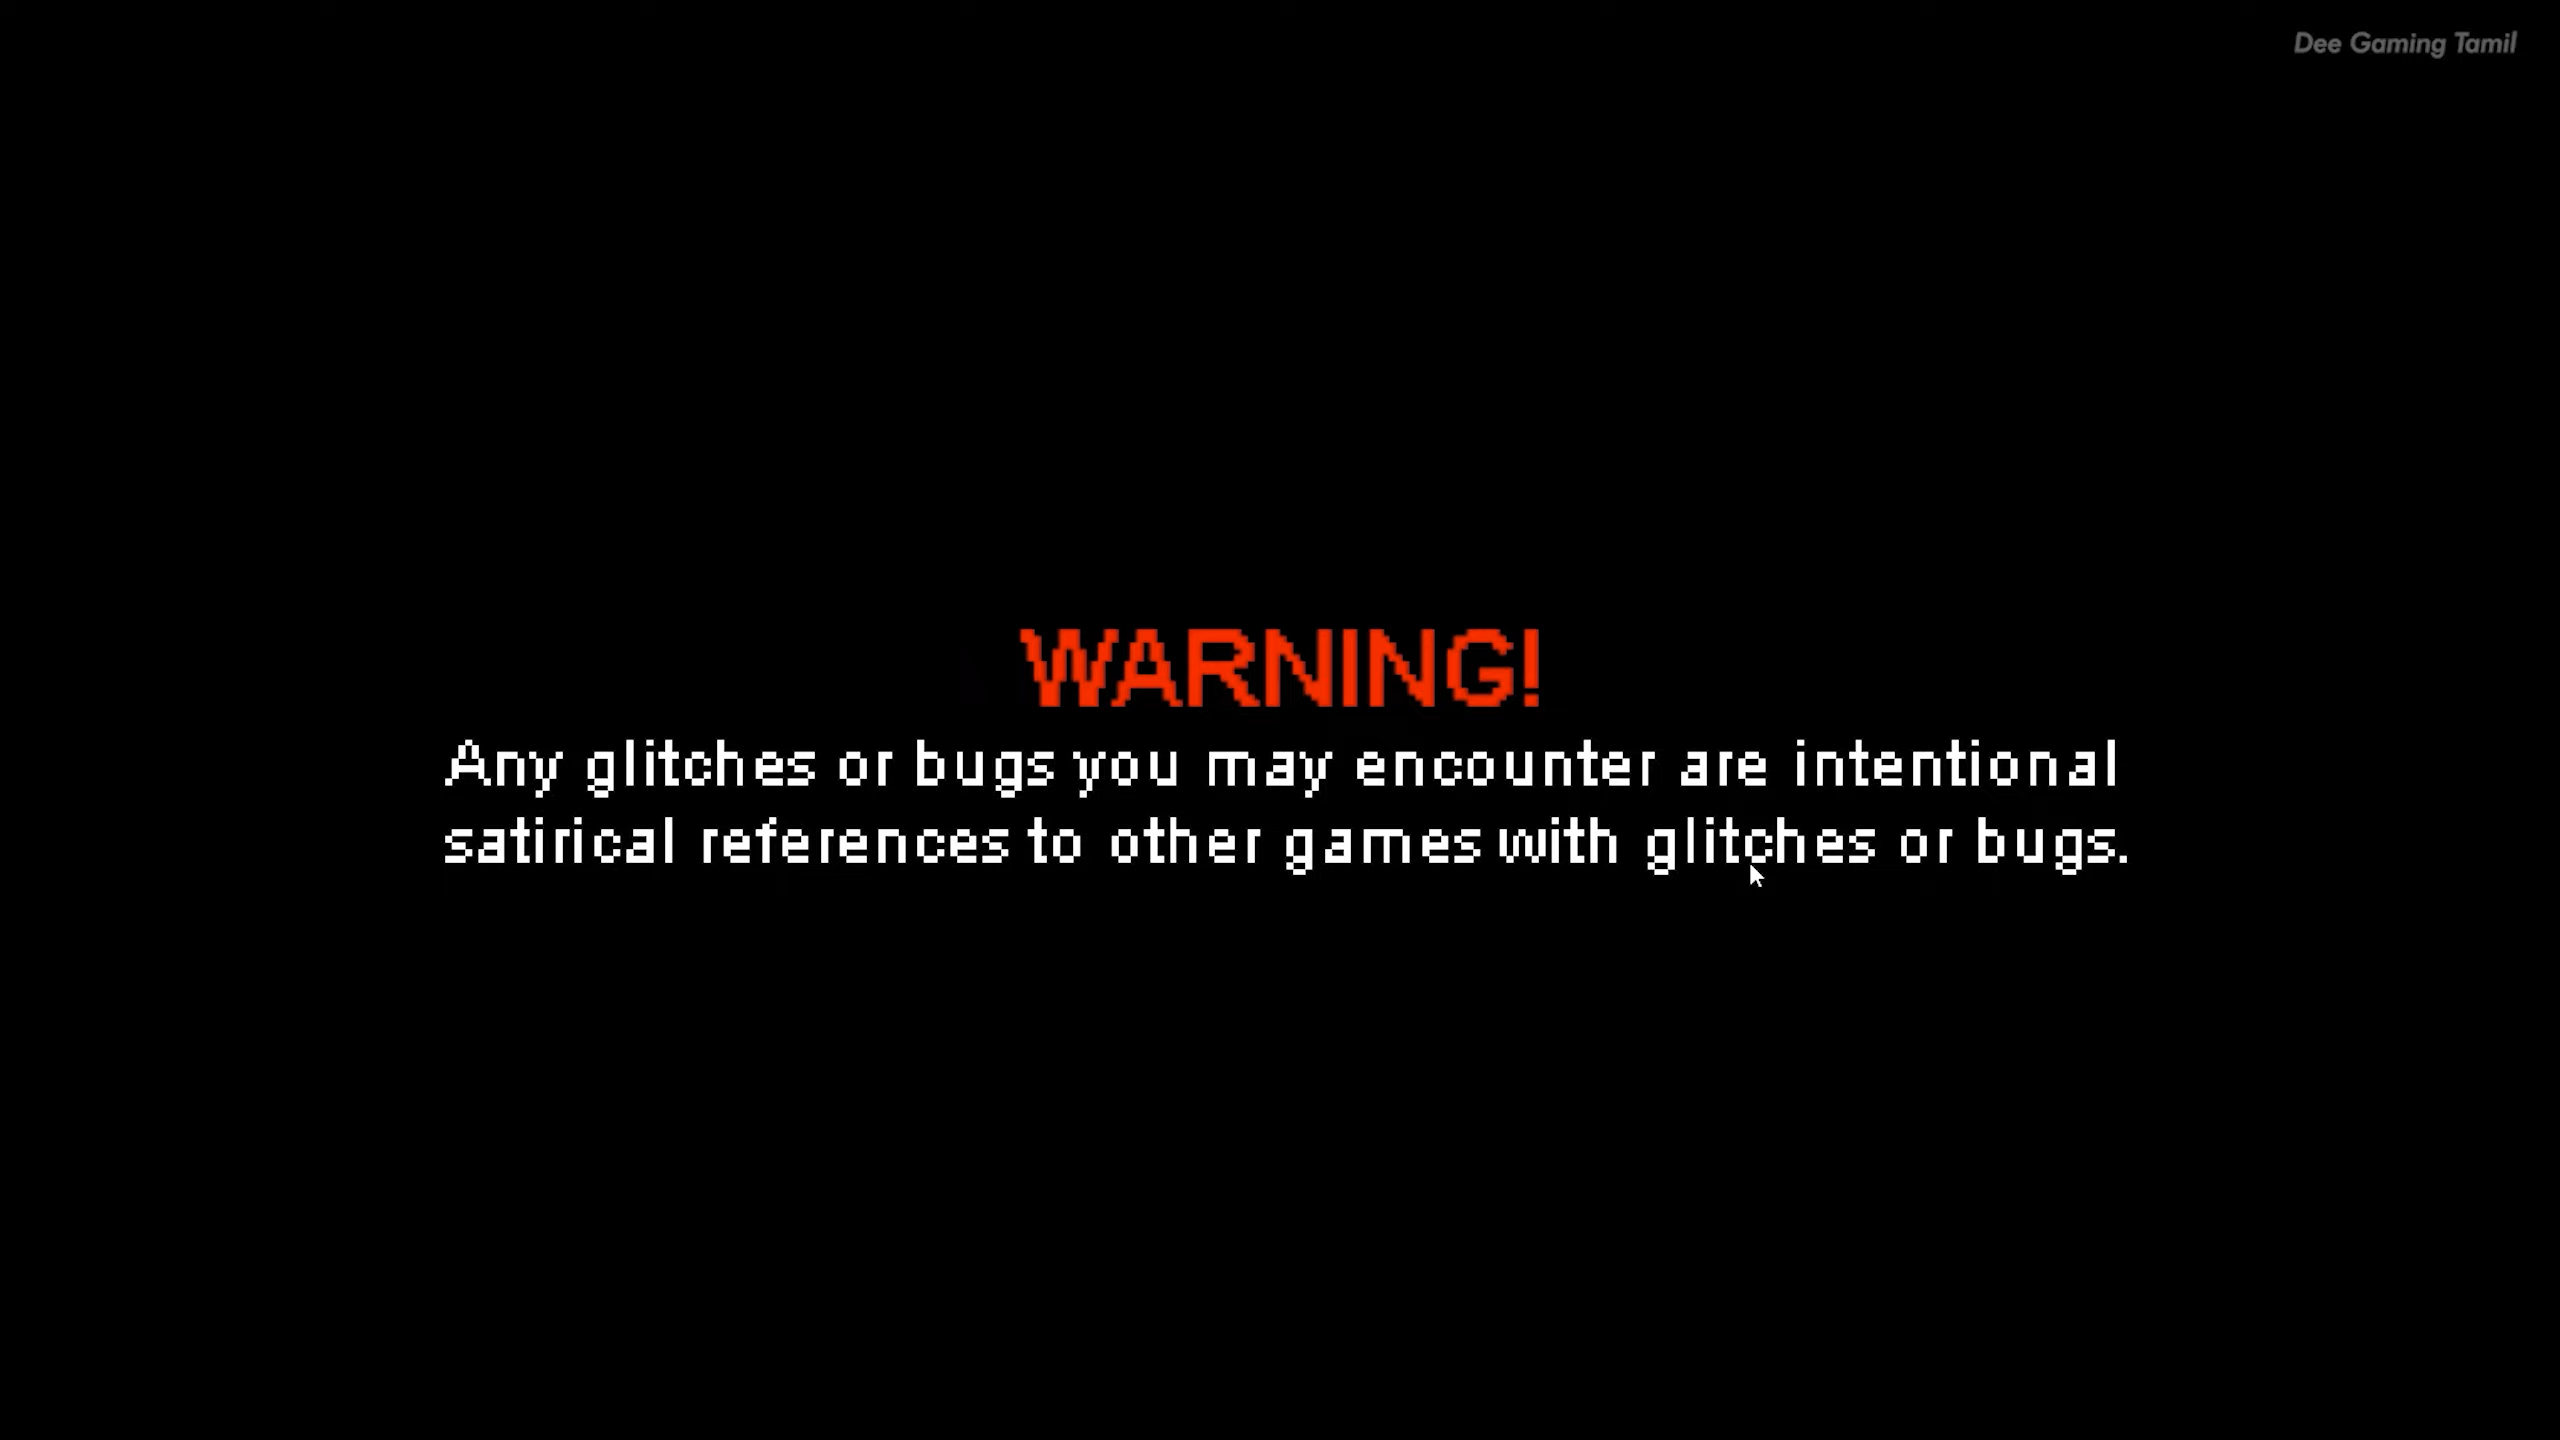 Dee Gaming Tamil
WARNING!
Any glitches or bugs you may encounter are intentional
satirical references to other games with glitches or bugs.